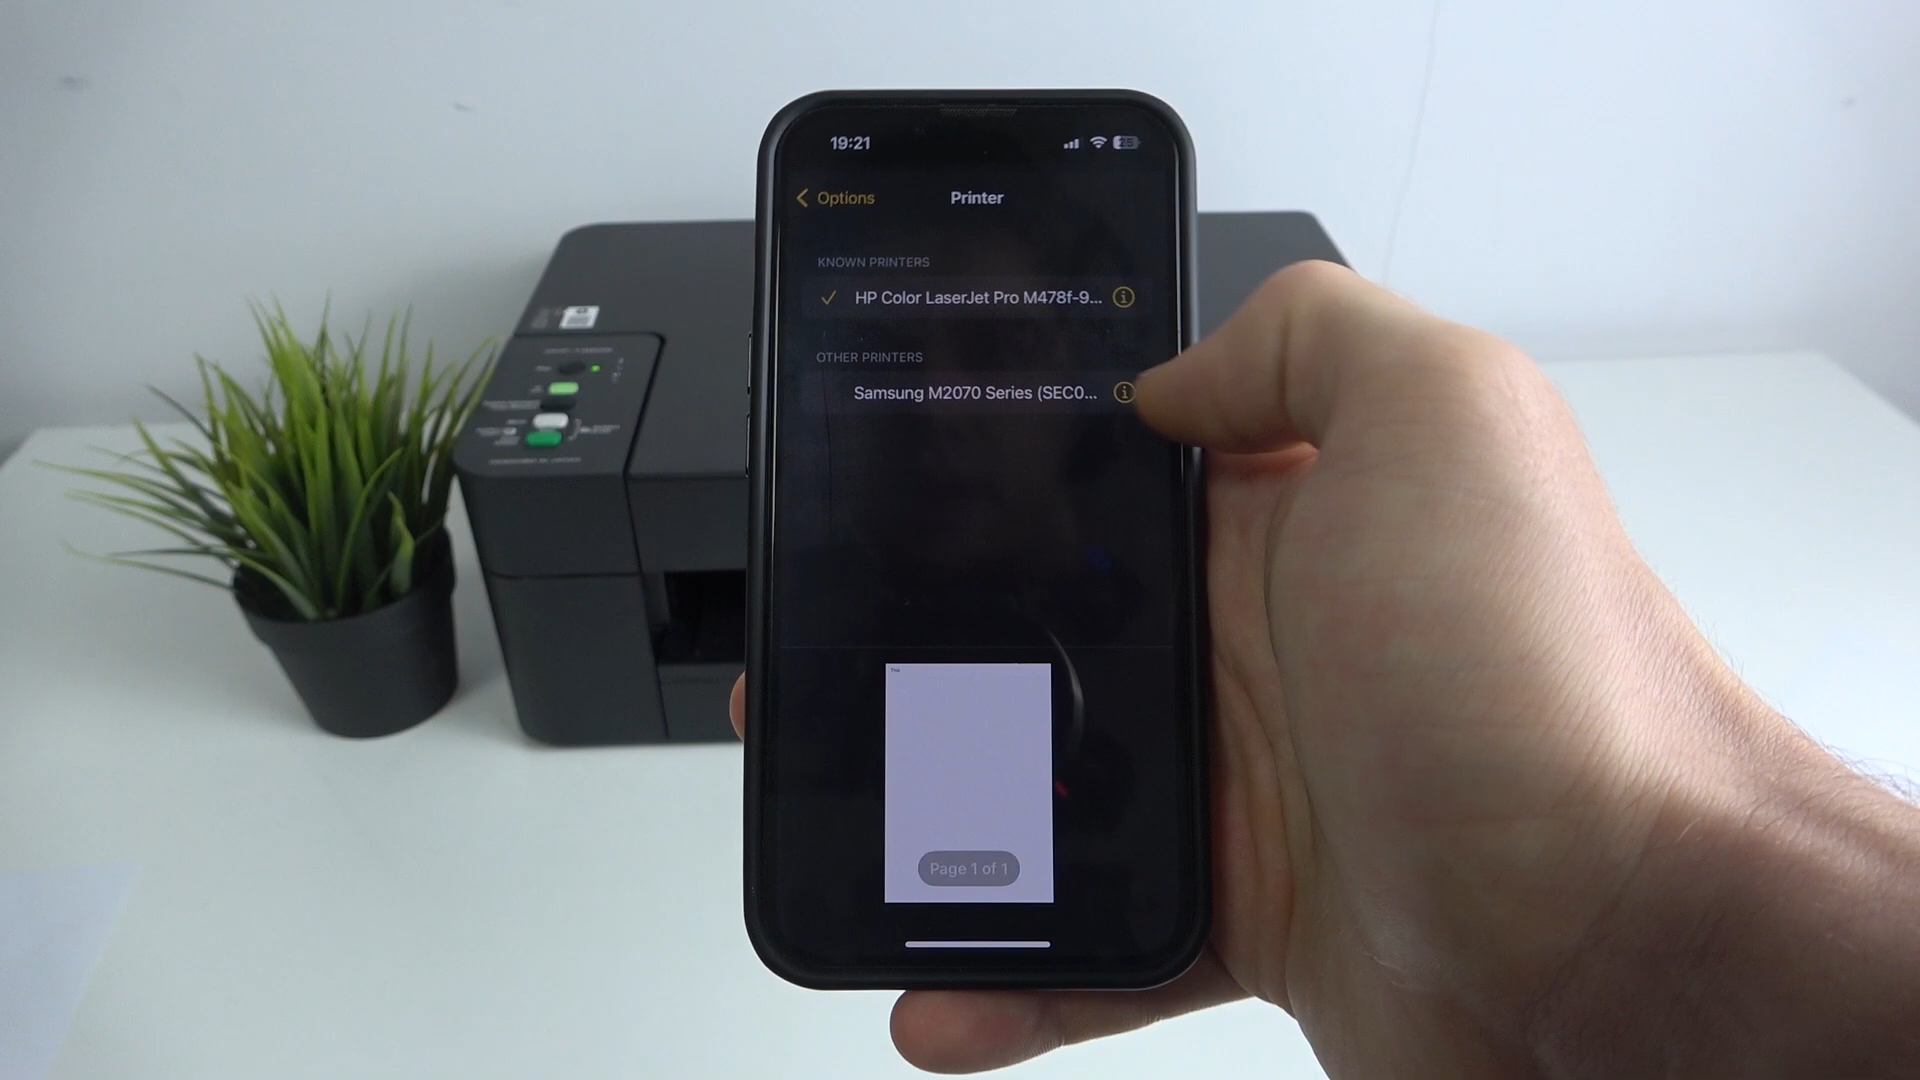 19:21
25
Options
Printer
KNOWN PRINTERS
HP Color LaserJet Pro M478f-9...
OTHER PRINTERS
Samsung M2070 Series (SEC0...
Page 1 of 1